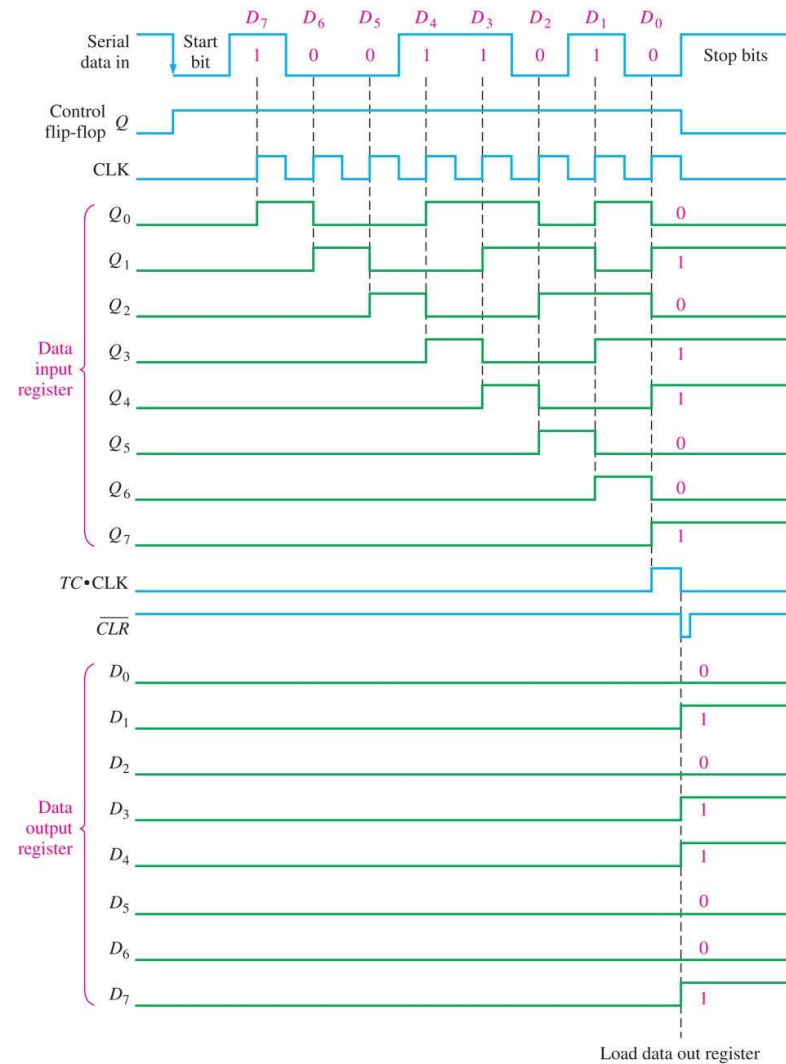 D7 D6 D5 D4 D3 D2 D1 D0
Serial data in
Start bit
1 0 0 1 1 0 1 0
Stop bits
Control flip-flop Q
CLK
Data input register
Q0 0
Q1 1
Q2 0
Q3 1
Q4 1
Q5 0
Q6 0
Q7 1
TC•CLK
C̅L̅R̅
Data output register
D0 0
D1 1
D2 0
D3 1
D4 1
D5 0
D6 0
D7 1
Load data out register